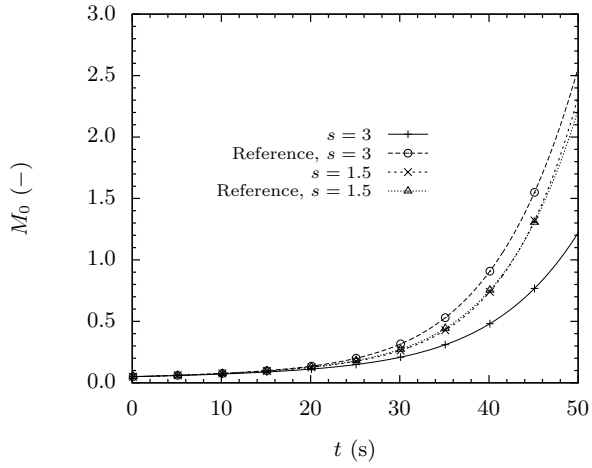 3.0
2.5
2.0
1.5
1.0
0.5
0.0
M₀ (−)
s = 3
Reference, s = 3
s = 1.5
Reference, s = 1.5
0 10 20 30 40 50
t (s)